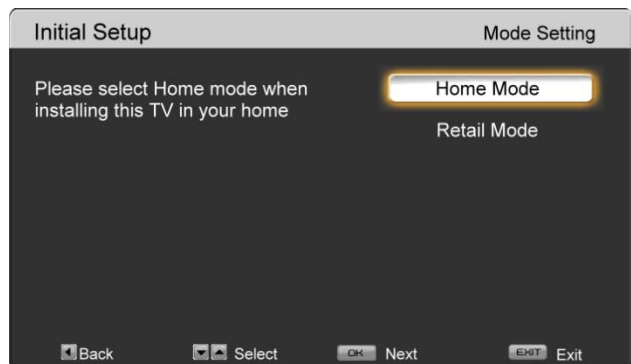 Initial Setup
Mode Setting
Please select Home mode when
installing this TV in your home
Home Mode
Retail Mode
Back
Select
OK Next
EXIT Exit